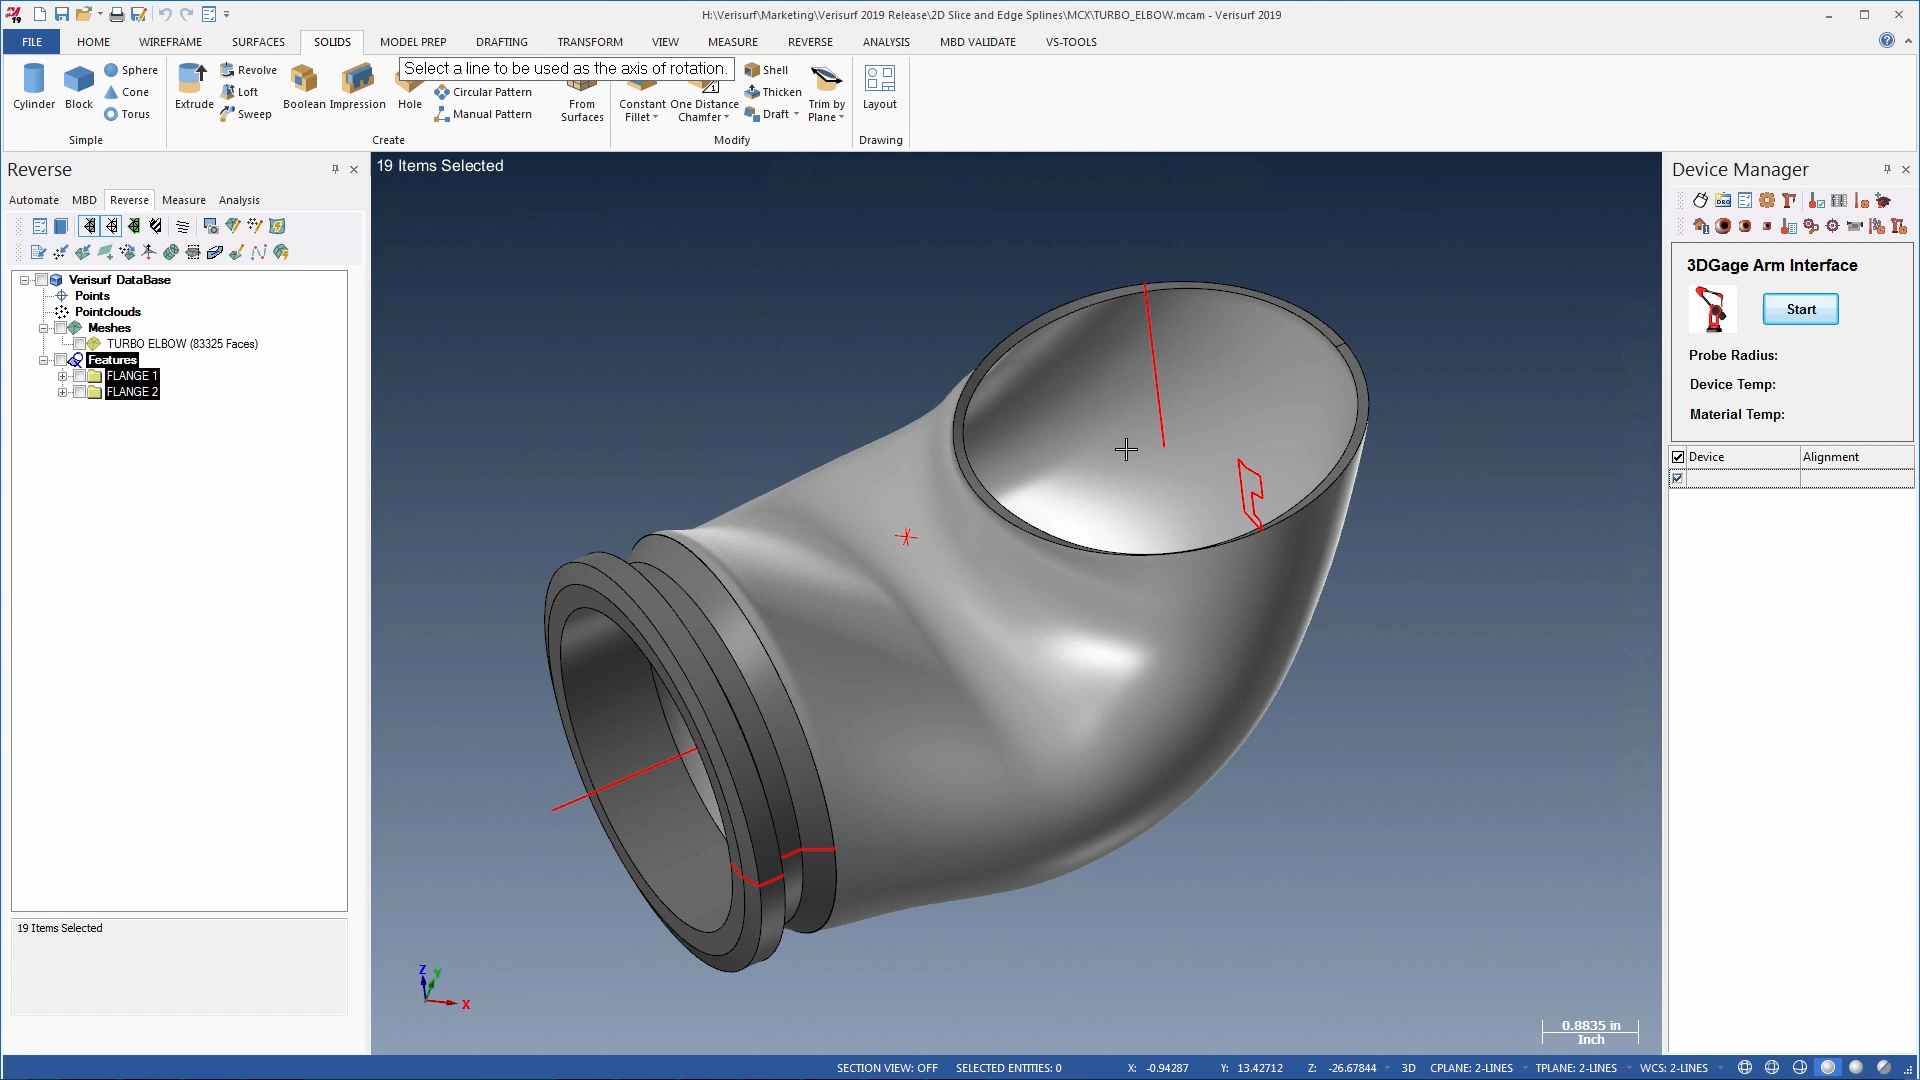 H:\Verisurf\Marketing\Verisurf 2019 Release\2D Slice and Edge Splines\MCX\TURBO_ELBOW.mcam - Verisurf 2019
FILE HOME WIREFRAME SURFACES SOLIDS MODEL PREP DRAFTING TRANSFORM VIEW MEASURE REVERSE ANALYSIS MBD VALIDATE VS-TOOLS
Select a line to be used as the axis of rotation.
Sphere Revolve Shell
Cone Loft Circular Pattern Thicken
Cylinder Block Extrude Boolean Impression Hole From Surfaces Constant Fillet One Distance Chamfer Trim by Plane Layout
Torus Sweep Manual Pattern Draft
Simple Create Modify Drawing
Reverse
Automate MBD Reverse Measure Analysis
Verisurf DataBase
Points
Pointclouds
Meshes
TURBO ELBOW (83325 Faces)
Features
FLANGE 1
FLANGE 2
19 Items Selected
19 Items Selected
Z Y X
0.8835 in
Inch
Device Manager
3DGage Arm Interface
Start
Probe Radius:
Device Temp:
Material Temp:
Device Alignment
SECTION VIEW: OFF SELECTED ENTITIES: 0 X: -0.94287 Y: 13.42712 Z: -26.67844 3D CPLANE: 2-LINES TPLANE: 2-LINES WCS: 2-LINES